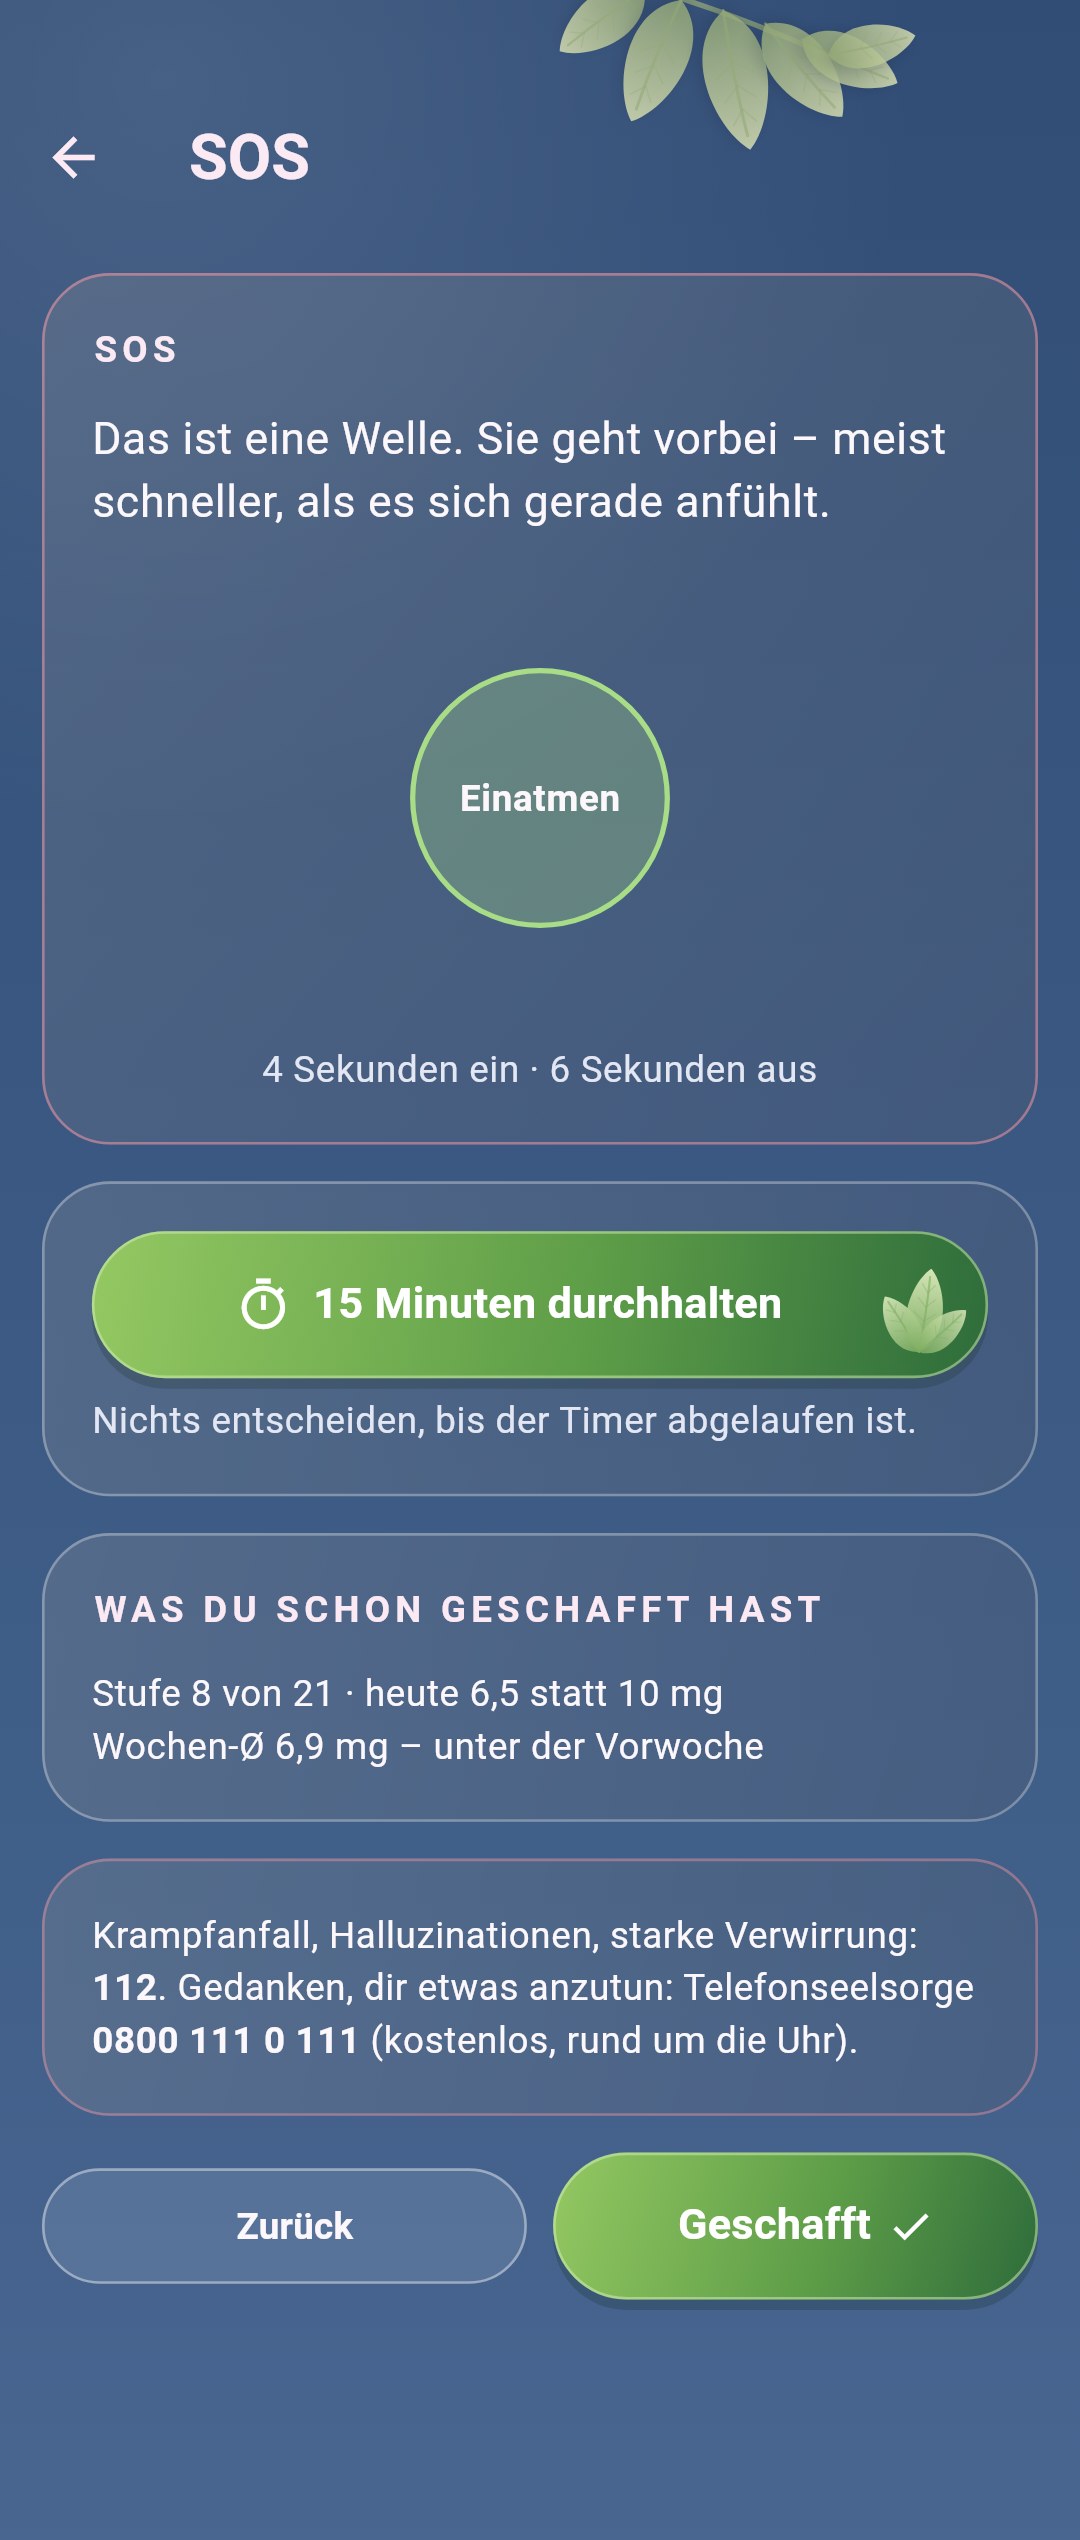 SOS
SOS
Das ist eine Welle. Sie geht vorbei – meist
schneller, als es sich gerade anfühlt.
Einatmen
4 Sekunden ein · 6 Sekunden aus
15 Minuten durchhalten
Nichts entscheiden, bis der Timer abgelaufen ist.
WAS DU SCHON GESCHAFFT HAST
Stufe 8 von 21 · heute 6,5 statt 10 mg
Wochen-Ø 6,9 mg – unter der Vorwoche
Krampfanfall, Halluzinationen, starke Verwirrung:
112. Gedanken, dir etwas anzutun: Telefonseelsorge
0800 111 0 111 (kostenlos, rund um die Uhr).
Zurück
Geschafft